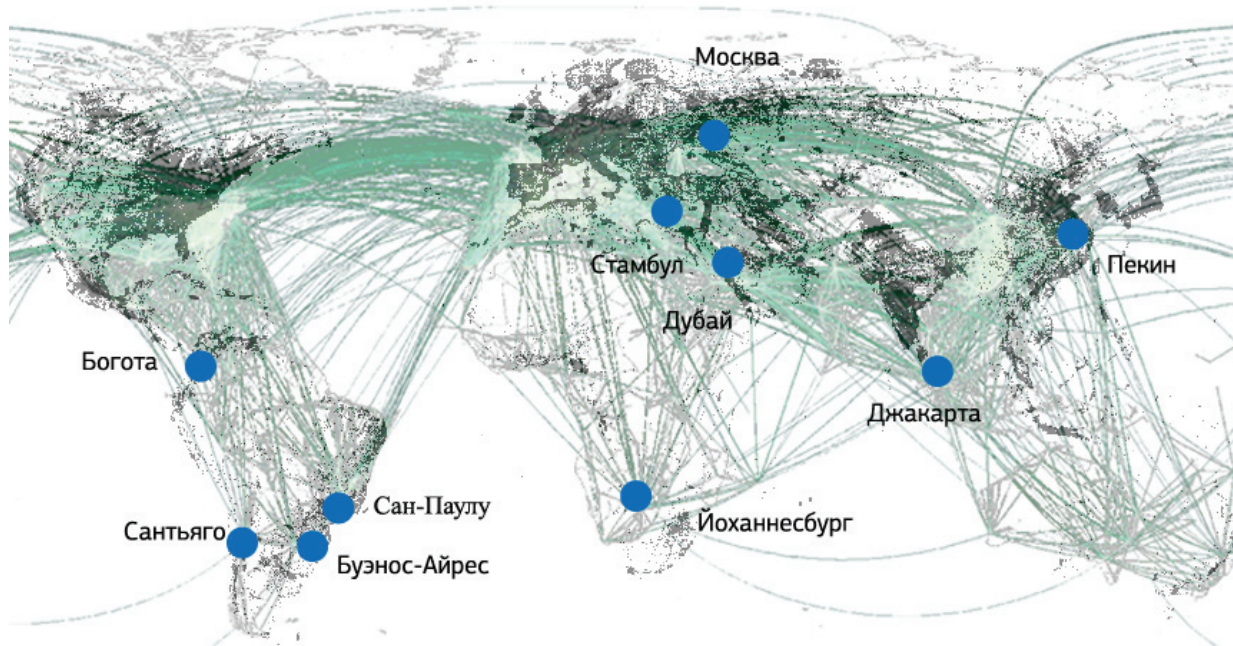 Москва
Стамбул
Пекин
Дубай
Богота
Джакарта
Сан-Паулу
Йоханнесбург
Сантьяго
Буэнос-Айрес